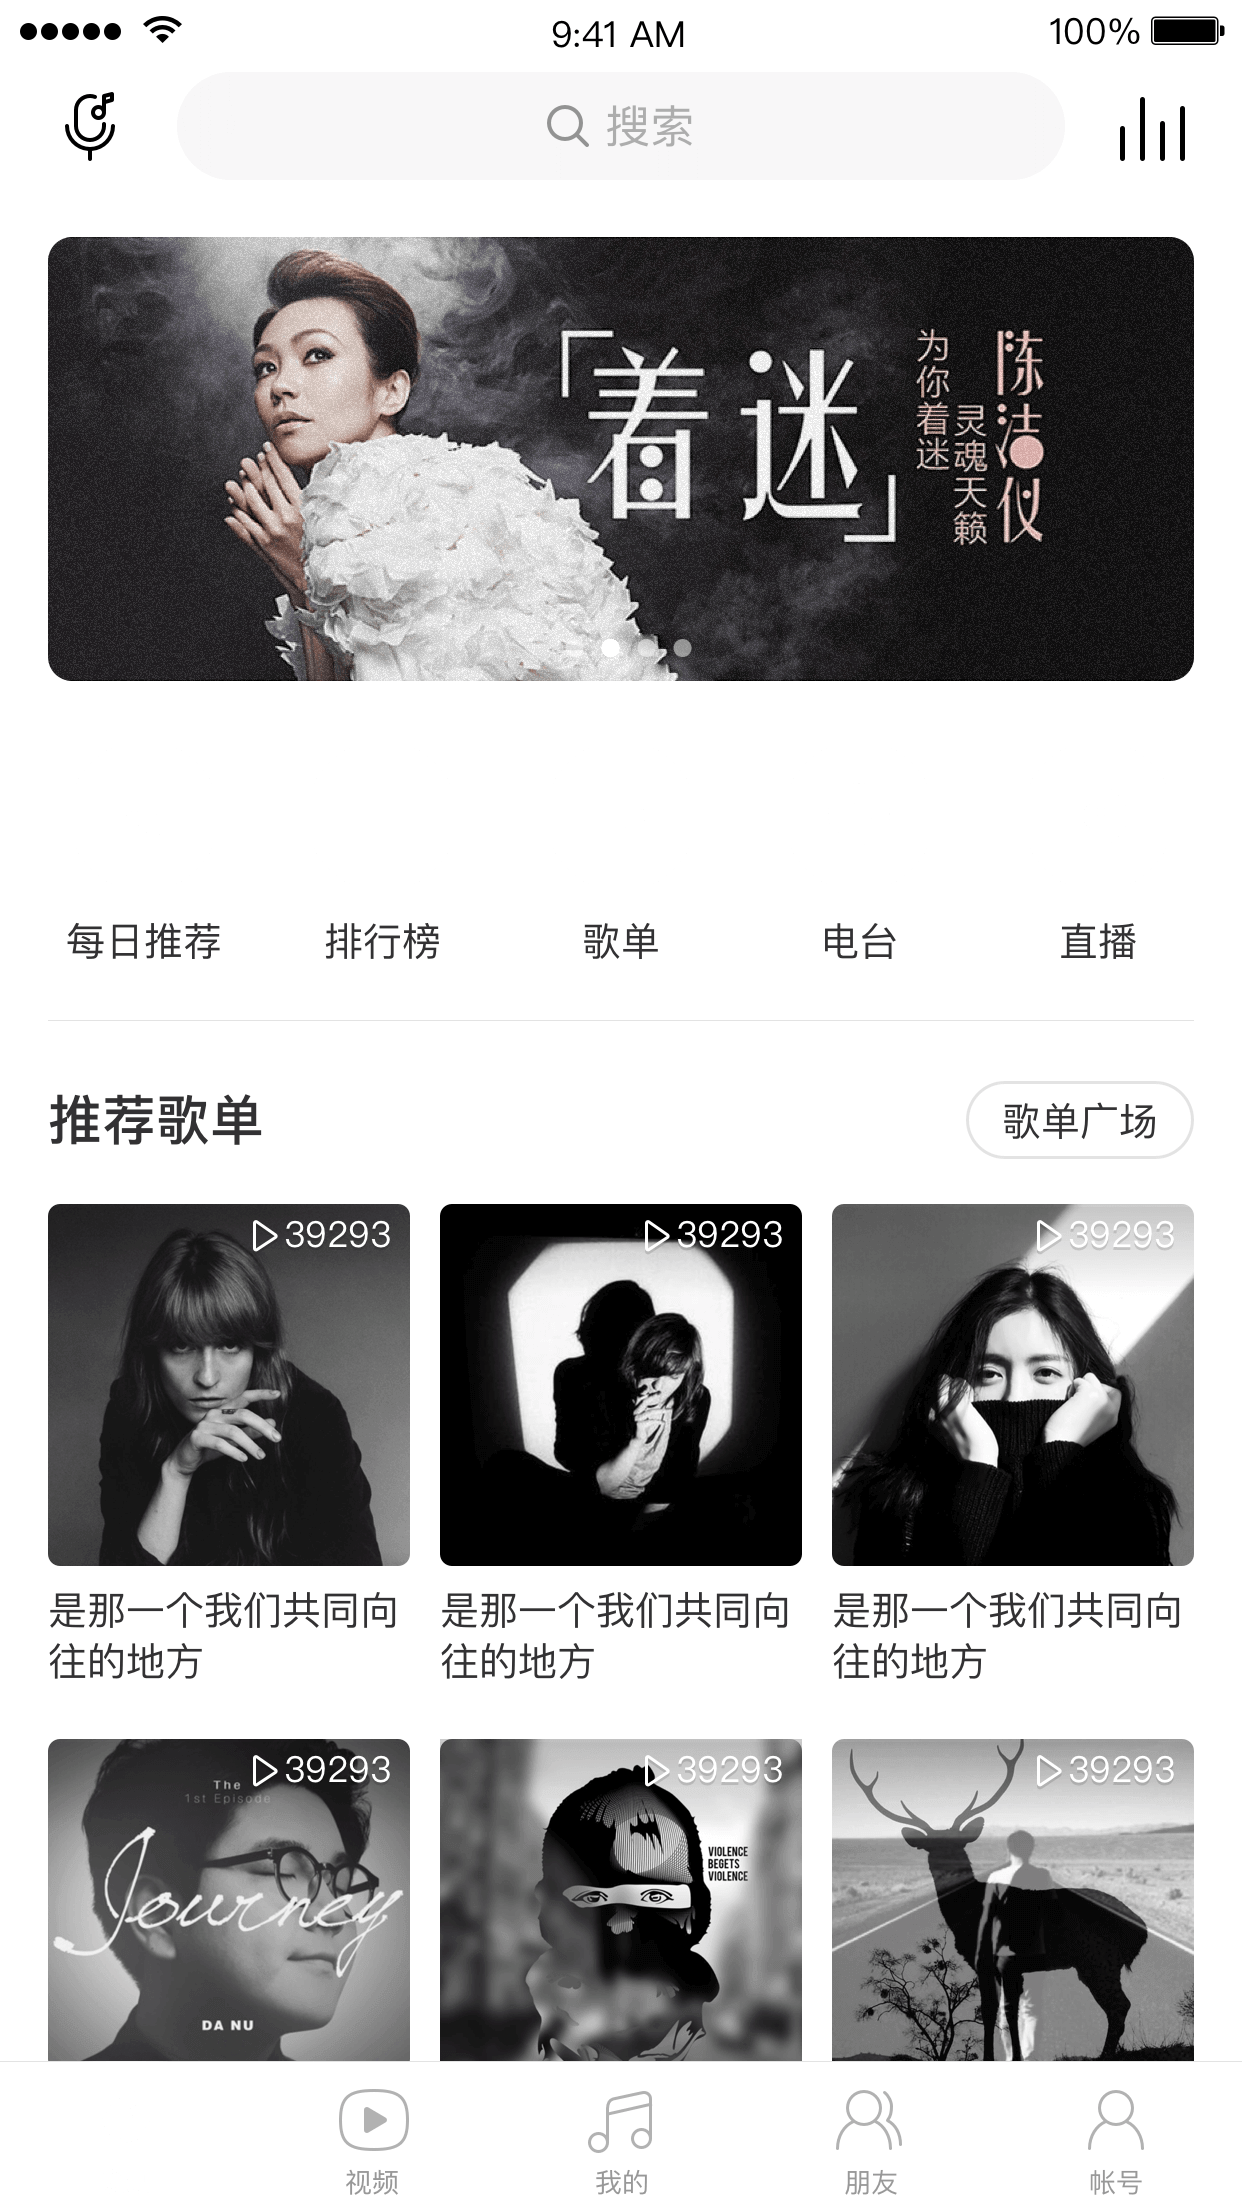 9:41 AM
100%
搜索
「着迷」
为你着迷
灵魂天籁
陈洁仪
每日推荐
排行榜
歌单
电台
直播
推荐歌单
歌单广场
39293
39293
39293
是那一个我们共同向
往的地方
是那一个我们共同向
往的地方
是那一个我们共同向
往的地方
39293
39293
39293
The
1st Episode
Journey
DA NU
VIOLENCE
BEGETS
VIOLENCE
视频
我的
朋友
帐号